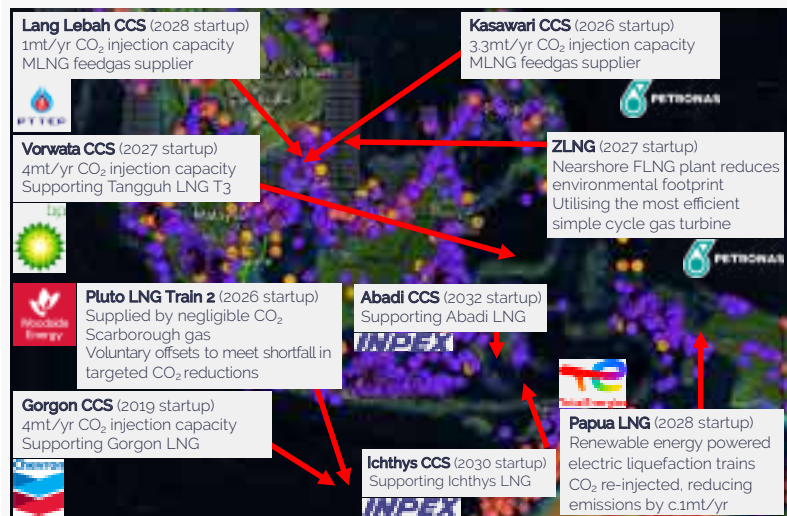 Lang Lebah CCS (2028 startup)
1mt/yr CO₂ injection capacity
MLNG feedgas supplier
Kasawari CCS (2026 startup)
3.3mt/yr CO₂ injection capacity
MLNG feedgas supplier
PTTEP
PETRONAS
Vorwata CCS (2027 startup)
4mt/yr CO₂ injection capacity
Supporting Tangguh LNG T3
ZLNG (2027 startup)
Nearshore FLNG plant reduces
environmental footprint
Utilising the most efficient
simple cycle gas turbine
bp
PETRONAS
Woodside
Energy
Pluto LNG Train 2 (2026 startup)
Supplied by negligible CO₂
Scarborough gas
Voluntary offsets to meet shortfall in
targeted CO₂ reductions
Abadi CCS (2032 startup)
Supporting Abadi LNG
INPEX
TotalEnergies
Gorgon CCS (2019 startup)
4mt/yr CO₂ injection capacity
Supporting Gorgon LNG
Papua LNG (2028 startup)
Renewable energy powered
electric liquefaction trains
CO₂ re-injected, reducing
emissions by c.1mt/yr
Chevron
Ichthys CCS (2030 startup)
Supporting Ichthys LNG
INPEX